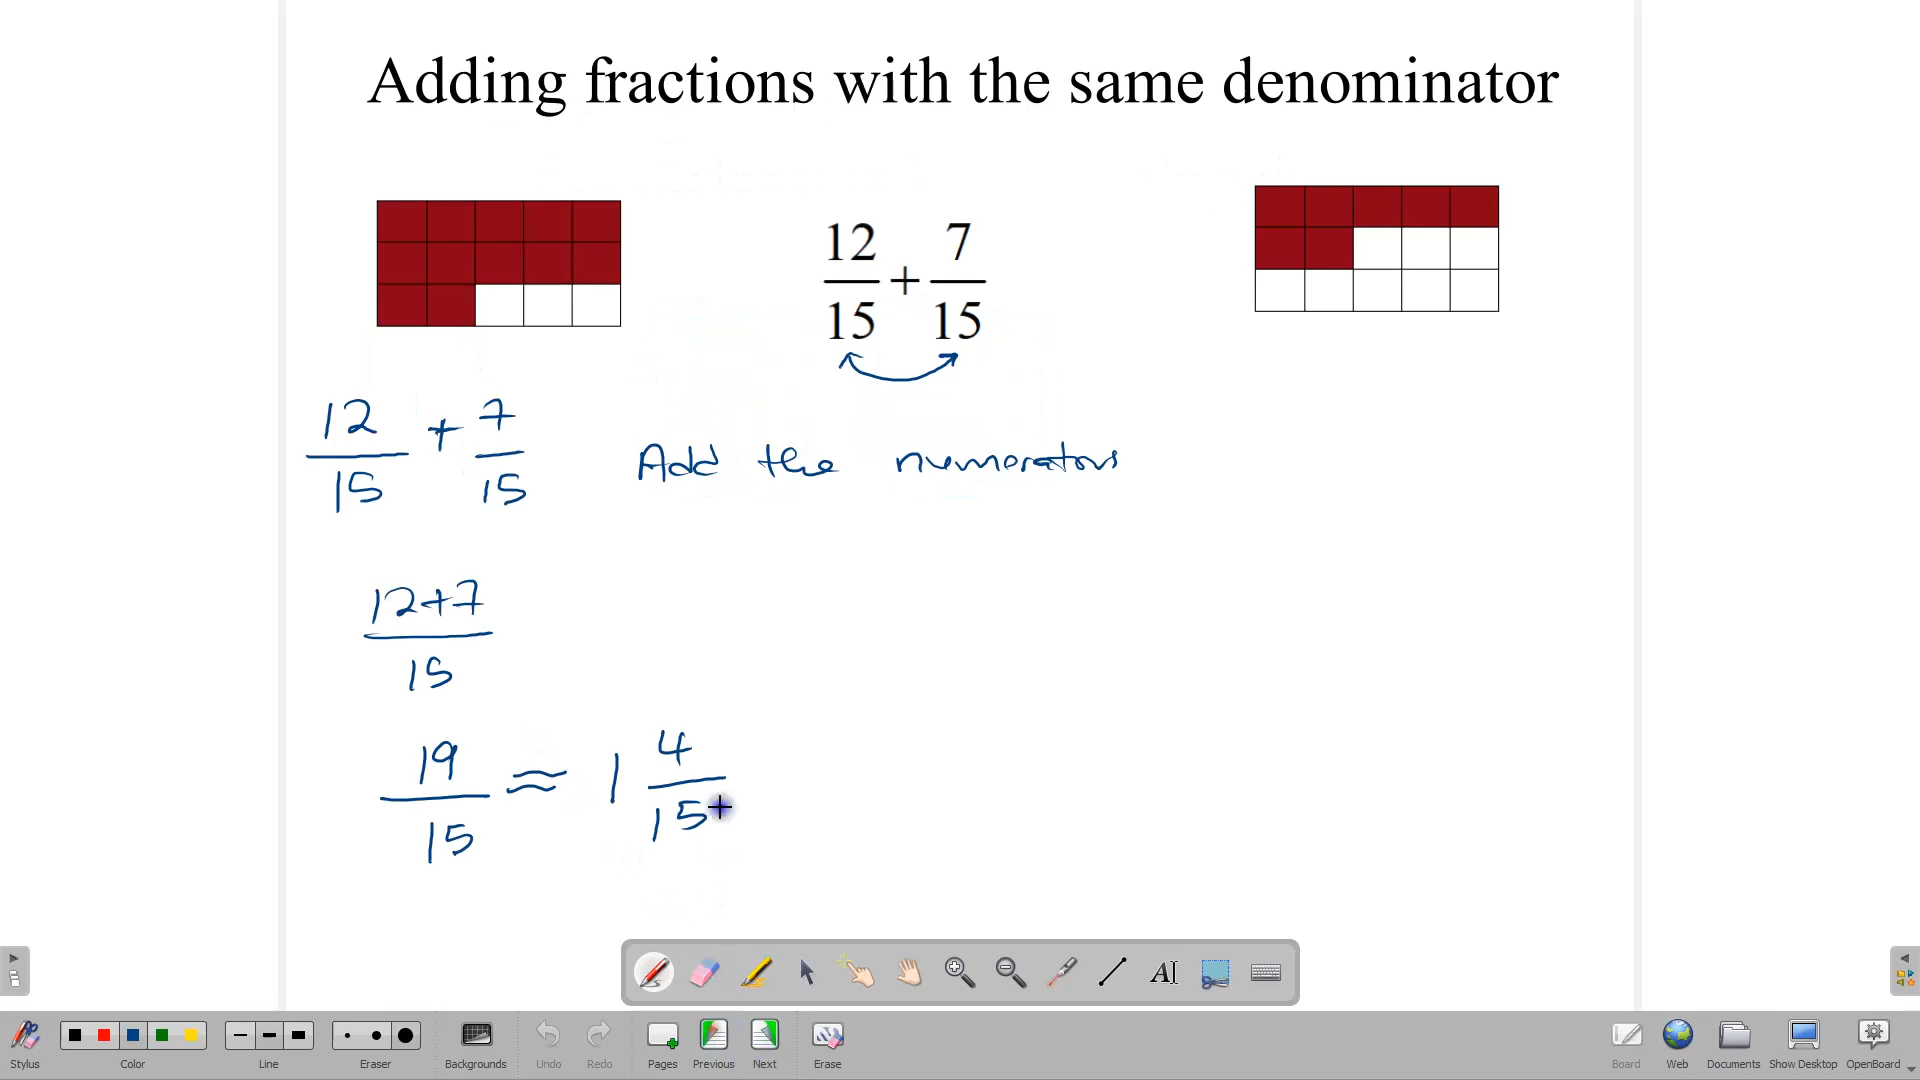 Adding fractions with the same denominator
12/15 + 7/15
12/15 + 7/15
Add the numerators
12+7/15
19/15 ≈ 1 4/15
AI
Stylus
Color
Line
Eraser
Backgrounds
Undo
Redo
Pages
Previous
Next
Erase
Board
Web
Documents
Show Desktop
OpenBoard